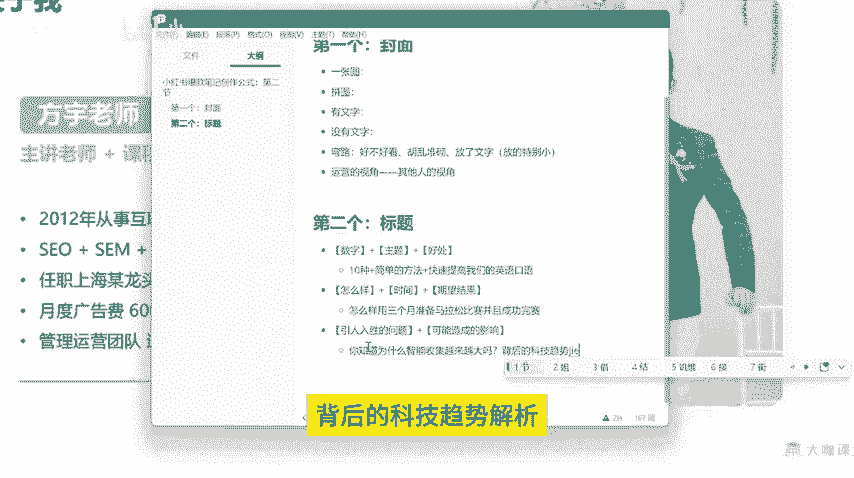 关于我
方宇老师
主讲老师 + 课程
2012年从事互联
SEO + SEM +
任职上海某龙头
月度广告费 600
管理运营团队
文件(F) 编辑(E) 段落(P) 格式(O) 视图(V) 主题(T) 帮助(H)
文件 大纲
小红书爆款笔记创作公式：第二节
第一个：封面
第二个：标题
第一个：封面
一张图：
拼图：
有文字：
没有文字：
弯路：好不好看、胡乱堆砌、放了文字（放的特别小）
运营的视角-----其他人的视角
第二个：标题
【数字】+【主题】+【好处】
10种+简单的方法+快速提高我们的英语口语
【怎么样】+【时间】+【期望结果】
怎么样用三个月准备马拉松比赛并且成功完赛
【引人入胜的问题】+【可能造成的影响】
你知道为什么智能收集越来越大吗？背后的科技趋势jie
1 节 2 姐 3 借 4 结 5 饥饿 6 接 7 街
167 词
背后的科技趋势解析
大咖课